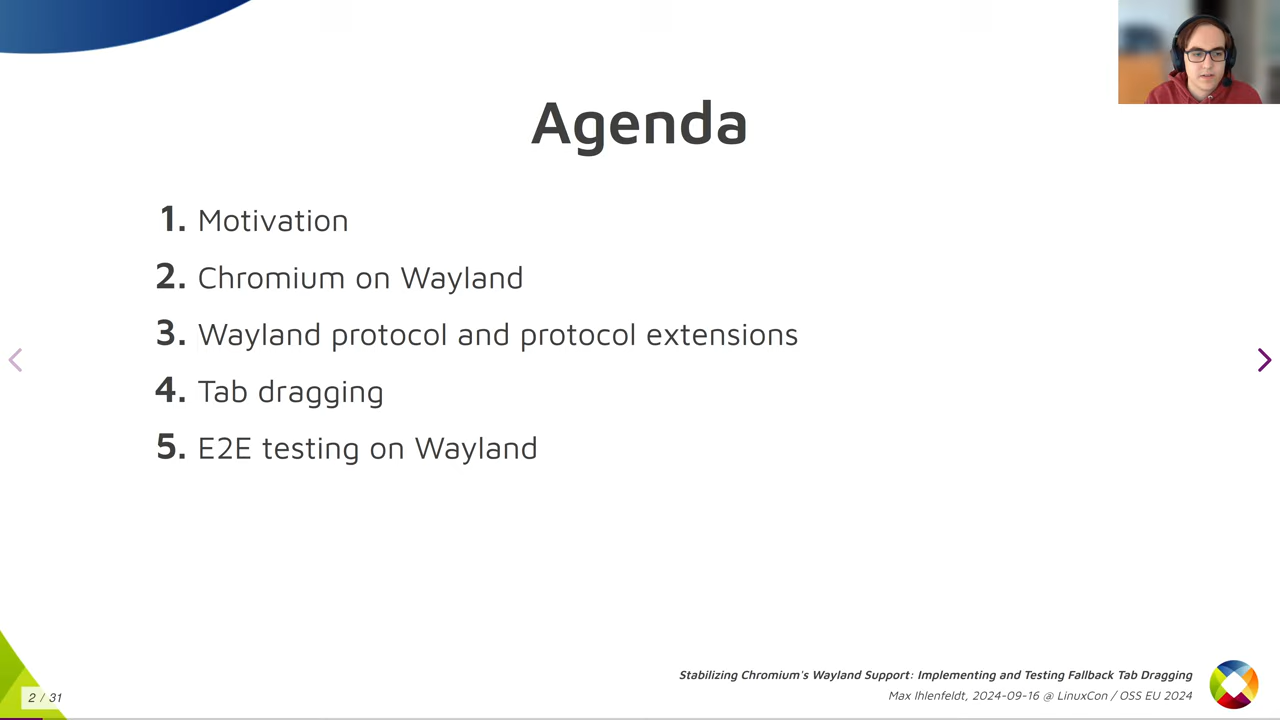 Agenda
1. Motivation
2. Chromium on Wayland
3. Wayland protocol and protocol extensions
4. Tab dragging
5. E2E testing on Wayland
Stabilizing Chromium's Wayland Support: Implementing and Testing Fallback Tab Dragging
Max Ihlenfeldt, 2024-09-16 @ LinuxCon / OSS EU 2024
2 / 31